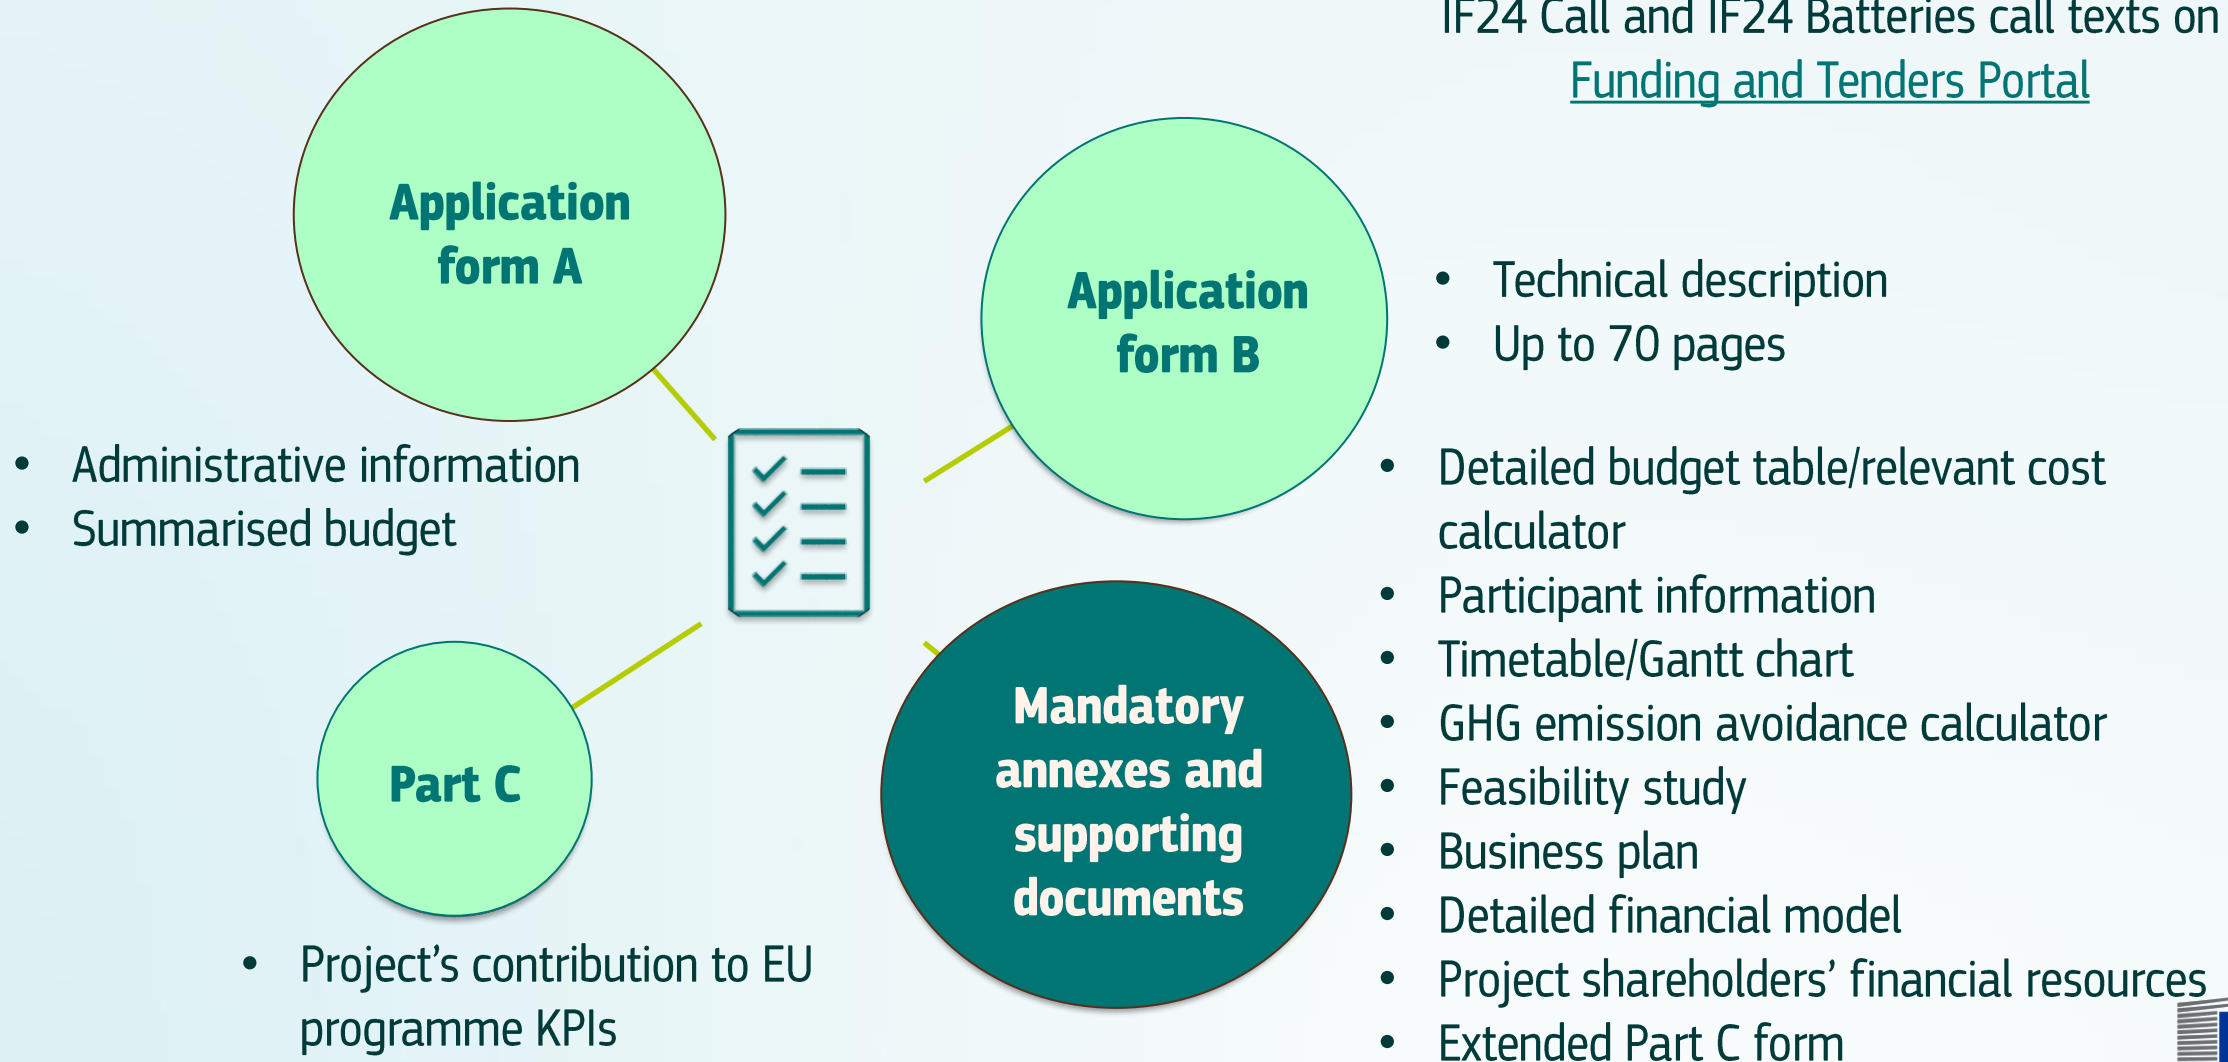 IF24 Call and IF24 Batteries call texts on
Funding and Tenders Portal
Application
form A
• Administrative information
• Summarised budget
Application
form B
• Technical description
• Up to 70 pages
Part C
• Project’s contribution to EU
programme KPIs
Mandatory
annexes and
supporting
documents
• Detailed budget table/relevant cost
calculator
• Participant information
• Timetable/Gantt chart
• GHG emission avoidance calculator
• Feasibility study
• Business plan
• Detailed financial model
• Project shareholders’ financial resources
• Extended Part C form